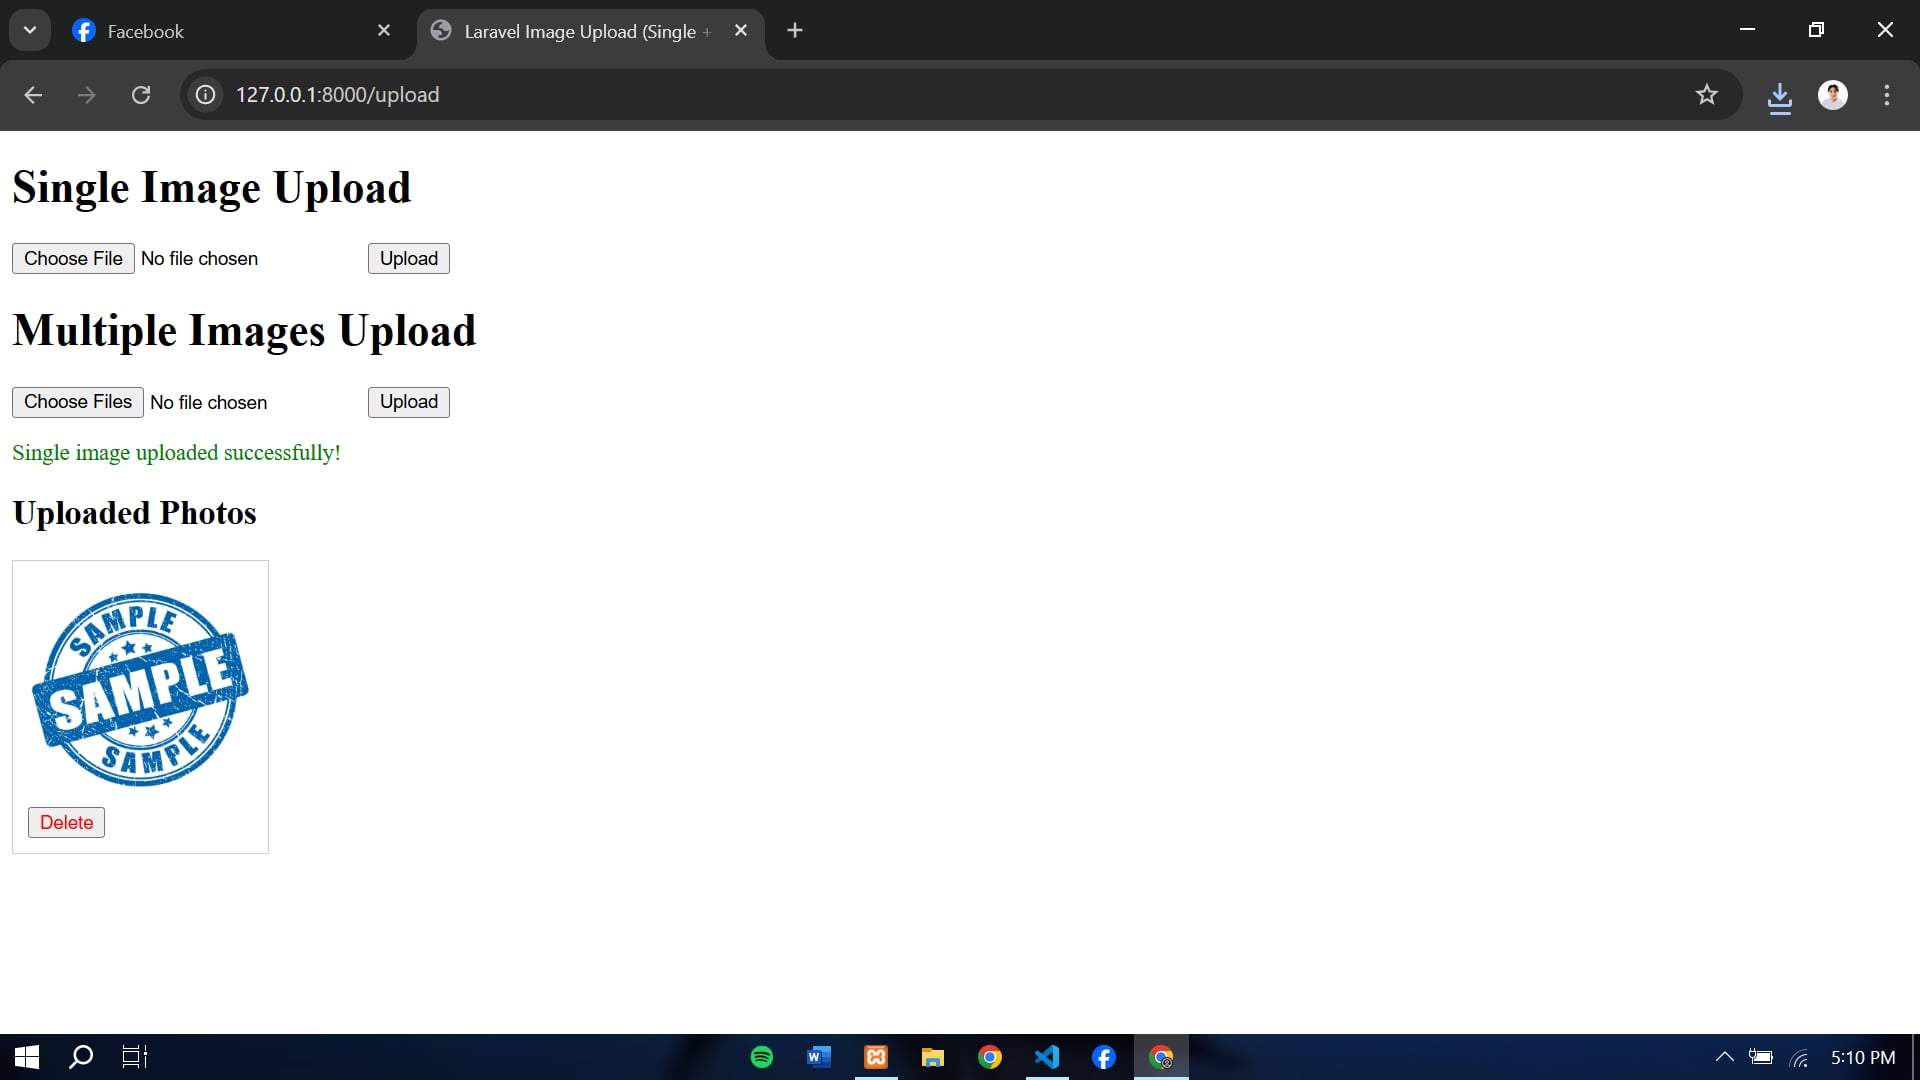 Facebook
Laravel Image Upload (Single +
127.0.0.1:8000/upload
Single Image Upload
Choose File No file chosen Upload
Multiple Images Upload
Choose Files No file chosen Upload
Single image uploaded successfully!
Uploaded Photos
SAMPLE
SAMPLE
SAMPLE
Delete
5:10 PM